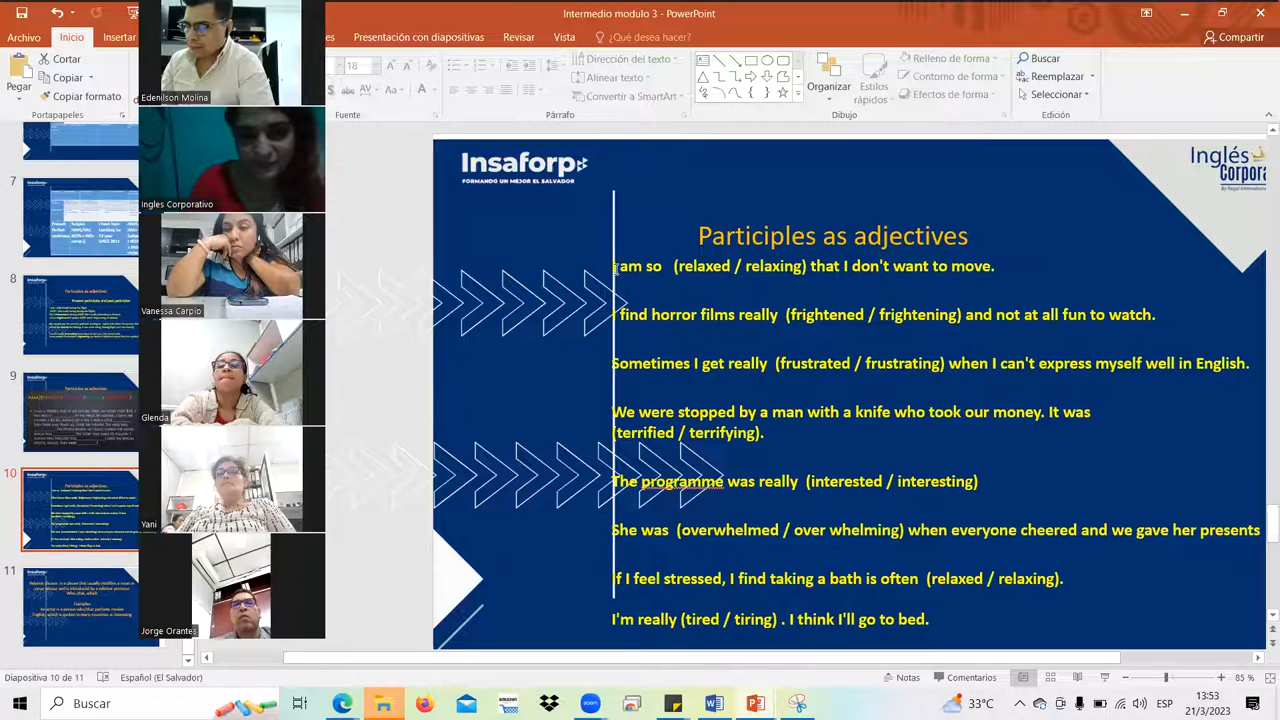 Intermedio modulo 3 - PowerPoint
Archivo
Inicio
Insertar
Presentación con diapositivas
Revisar
Vista
¿Qué desea hacer?
Compartir
Pegar
Cortar
Copiar
Copiar formato
Portapapeles
18
Fuente
Párrafo
Dirección del texto
Alinear texto
Convertir a SmartArt
Organizar
Estilos rápidos
Relleno de forma
Contorno de forma
Efectos de forma
Dibujo
Buscar
Reemplazar
Seleccionar
Edición
Edenilson Molina
Ingles Corporativo
Vanessa Carpio
Glenda
Yani
Jorge Orantes
7
8
9
10
11
Insaforp
FORMANDO UN MEJOR EL SALVADOR
Inglés
Participles as adjectives
I am so (relaxed / relaxing) that I don't want to move.
I find horror films really (frightened / frightening) and not at all fun to watch.
Sometimes I get really (frustrated / frustrating) when I can't express myself well in English.
We were stopped by a man with a knife who took our money. It was
(terrified / terrifying).
The programme was really (interested / interesting)
She was (overwhelmed / over whelming) when everyone cheered and we gave her presents
If I feel stressed, I find having a bath is often (relaxed / relaxing).
I'm really (tired / tiring) . I think I'll go to bed.
Diapositiva 10 de 11
Español (El Salvador)
Notas
Comentarios
85 %
Buscar
33°C
ESP
13:53
21/3/2023